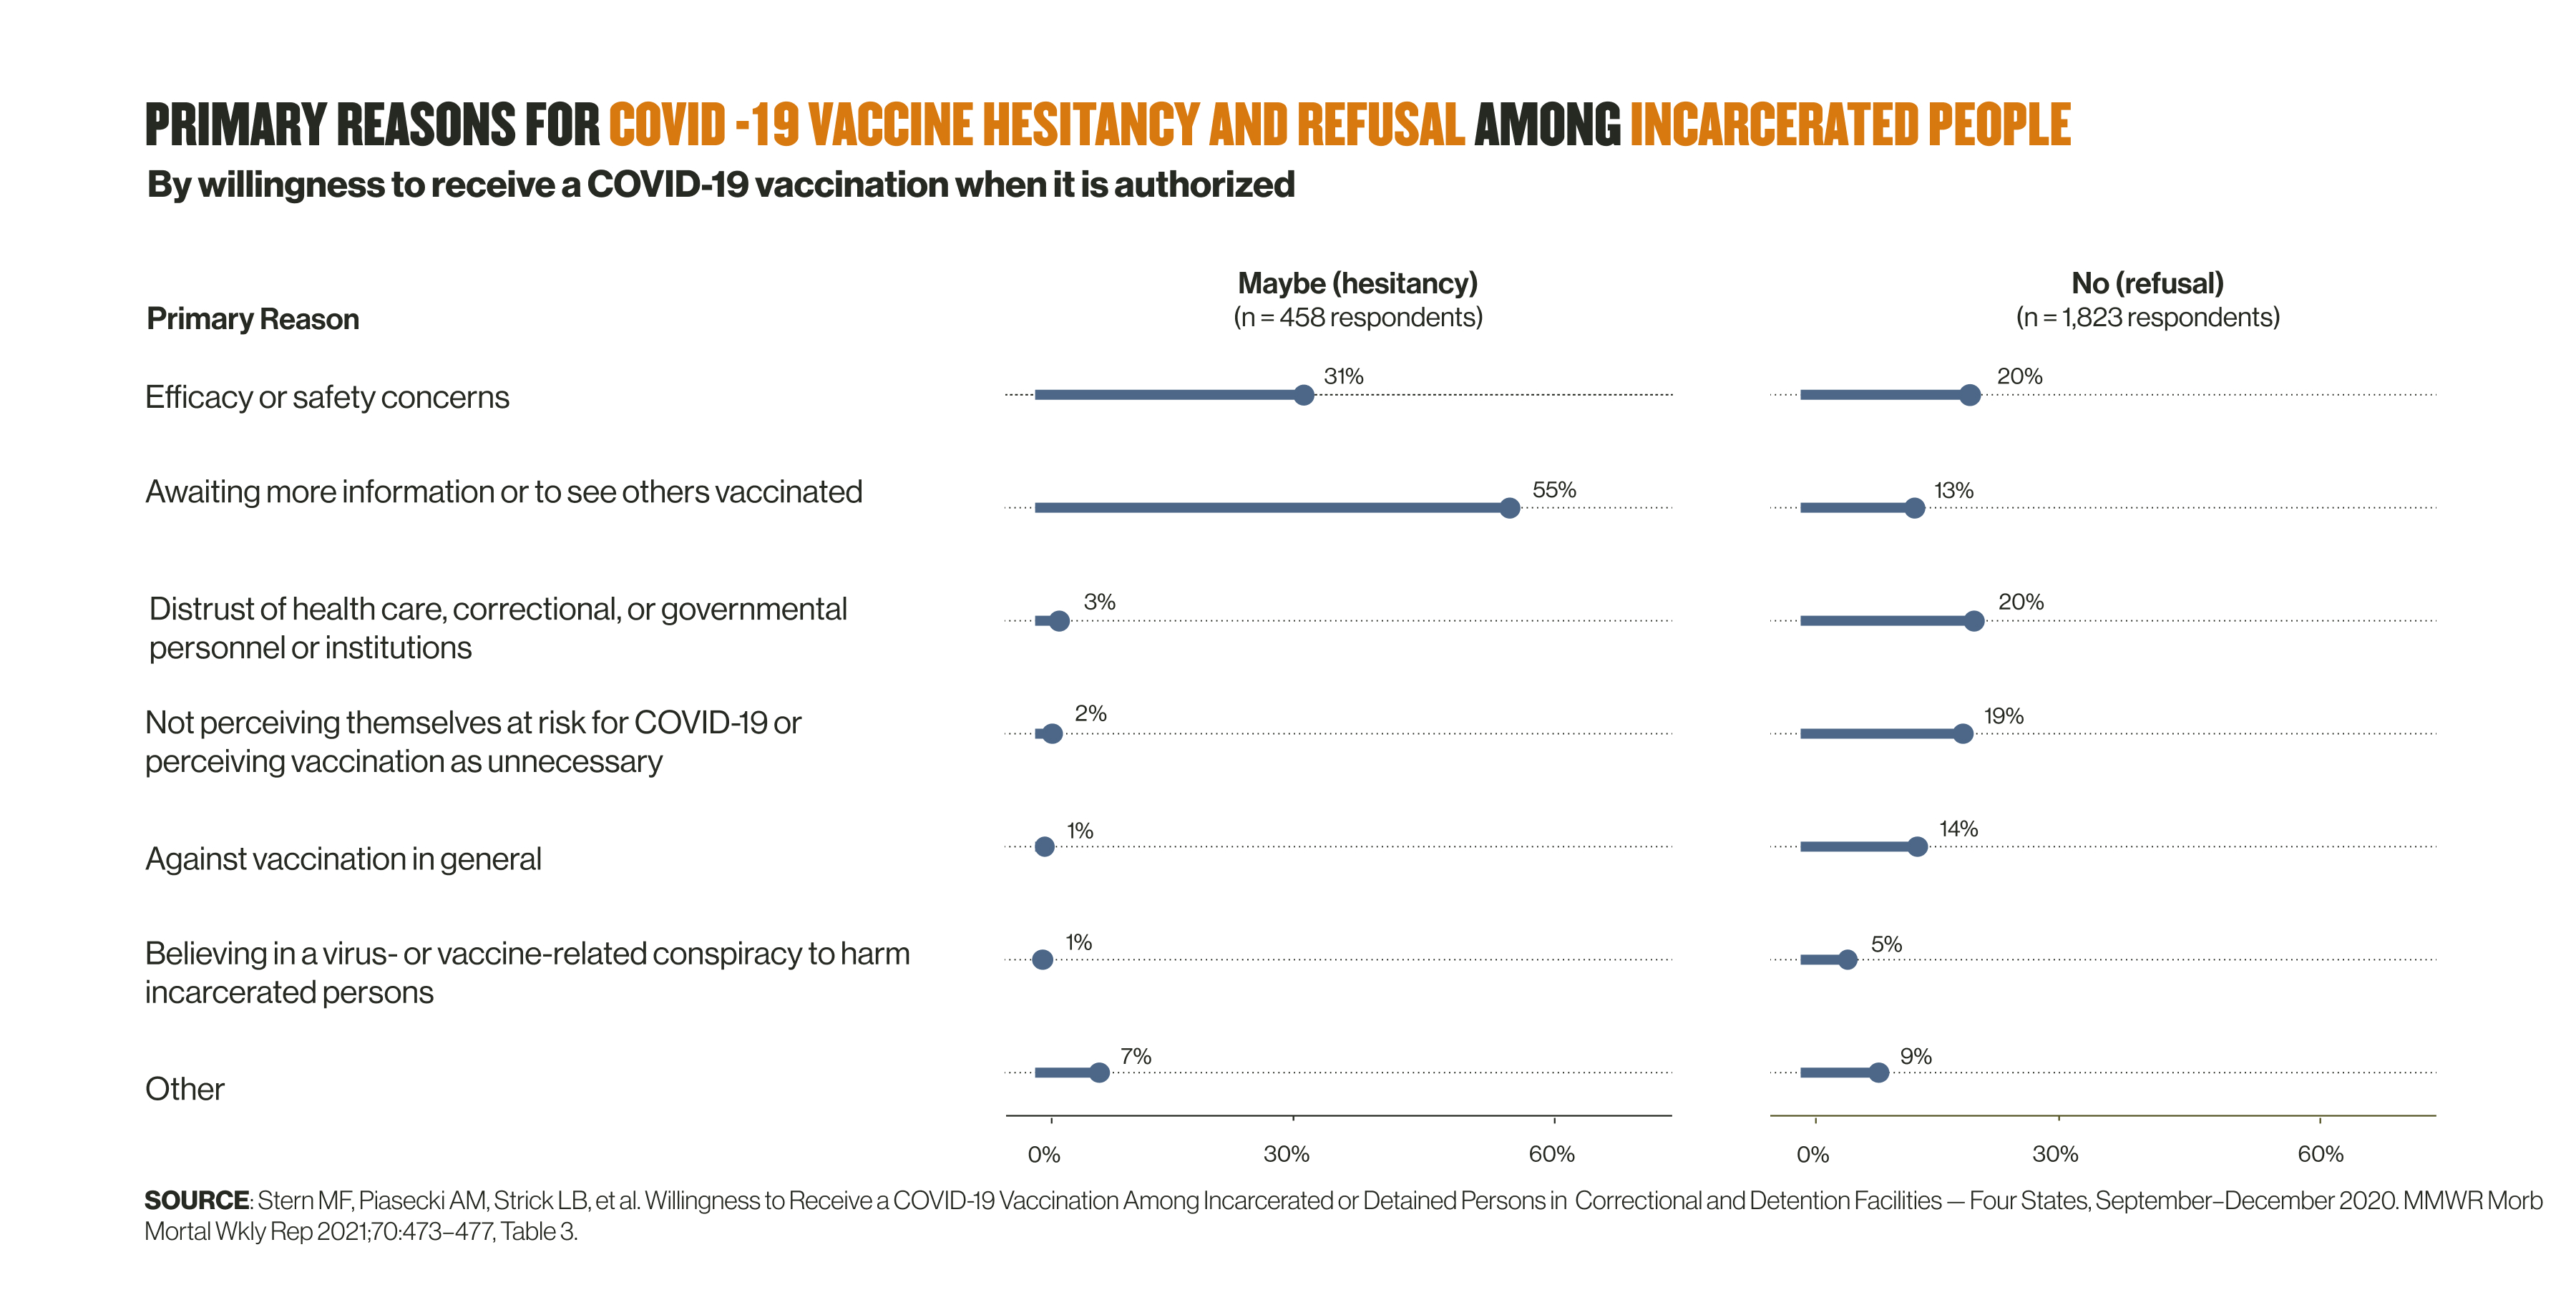 PRIMARY REASONS FOR COVID -19 VACCINE HESITANCY AND REFUSAL AMONG INCARCERATED PEOPLE
By willingness to receive a COVID-19 vaccination when it is authorized
Primary Reason
Maybe (hesitancy)
(n = 458 respondents)
No (refusal)
(n = 1,823 respondents)
Efficacy or safety concerns
31%
20%
Awaiting more information or to see others vaccinated
55%
13%
Distrust of health care, correctional, or governmental
personnel or institutions
3%
20%
Not perceiving themselves at risk for COVID-19 or
perceiving vaccination as unnecessary
2%
19%
Against vaccination in general
1%
14%
Believing in a virus- or vaccine-related conspiracy to harm
incarcerated persons
1%
5%
Other
7%
9%
0% 30% 60%
0% 30% 60%
SOURCE: Stern MF, Piasecki AM, Strick LB, et al. Willingness to Receive a COVID-19 Vaccination Among Incarcerated or Detained Persons in Correctional and Detention Facilities — Four States, September–December 2020. MMWR Morb
Mortal Wkly Rep 2021;70:473–477, Table 3.